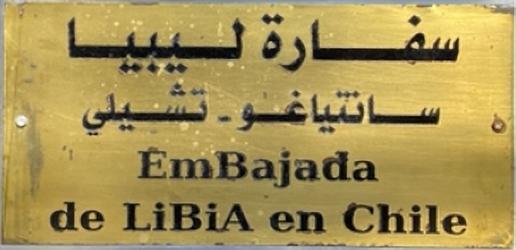 سفارة ليبيا
سانتياغو - تشيلي
EmBajada
de LiBiA en Chile